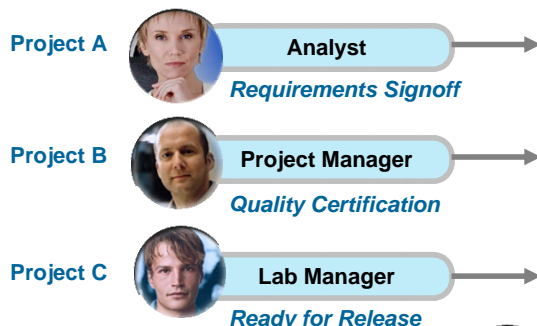 Project A
Analyst
Requirements Signoff
Project B
Project Manager
Quality Certification
Project C
Lab Manager
Ready for Release